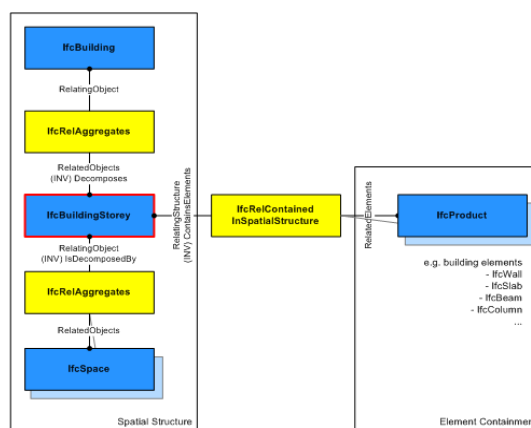 IfcBuilding
RelatingObject
IfcRelAggregates
RelatedObjects
(INV) Decomposes
IfcBuildingStorey
RelatingObject
(INV) IsDecomposedBy
IfcRelAggregates
RelatedObjects
IfcSpace
Spatial Structure
RelatingStructure
(INV) ContainsElements
IfcRelContained
InSpatialStructure
RelatedElements
IfcProduct
e.g. building elements
- IfcWall
- IfcSlab
- IfcBeam
- IfcColumn
...
Element Containmen